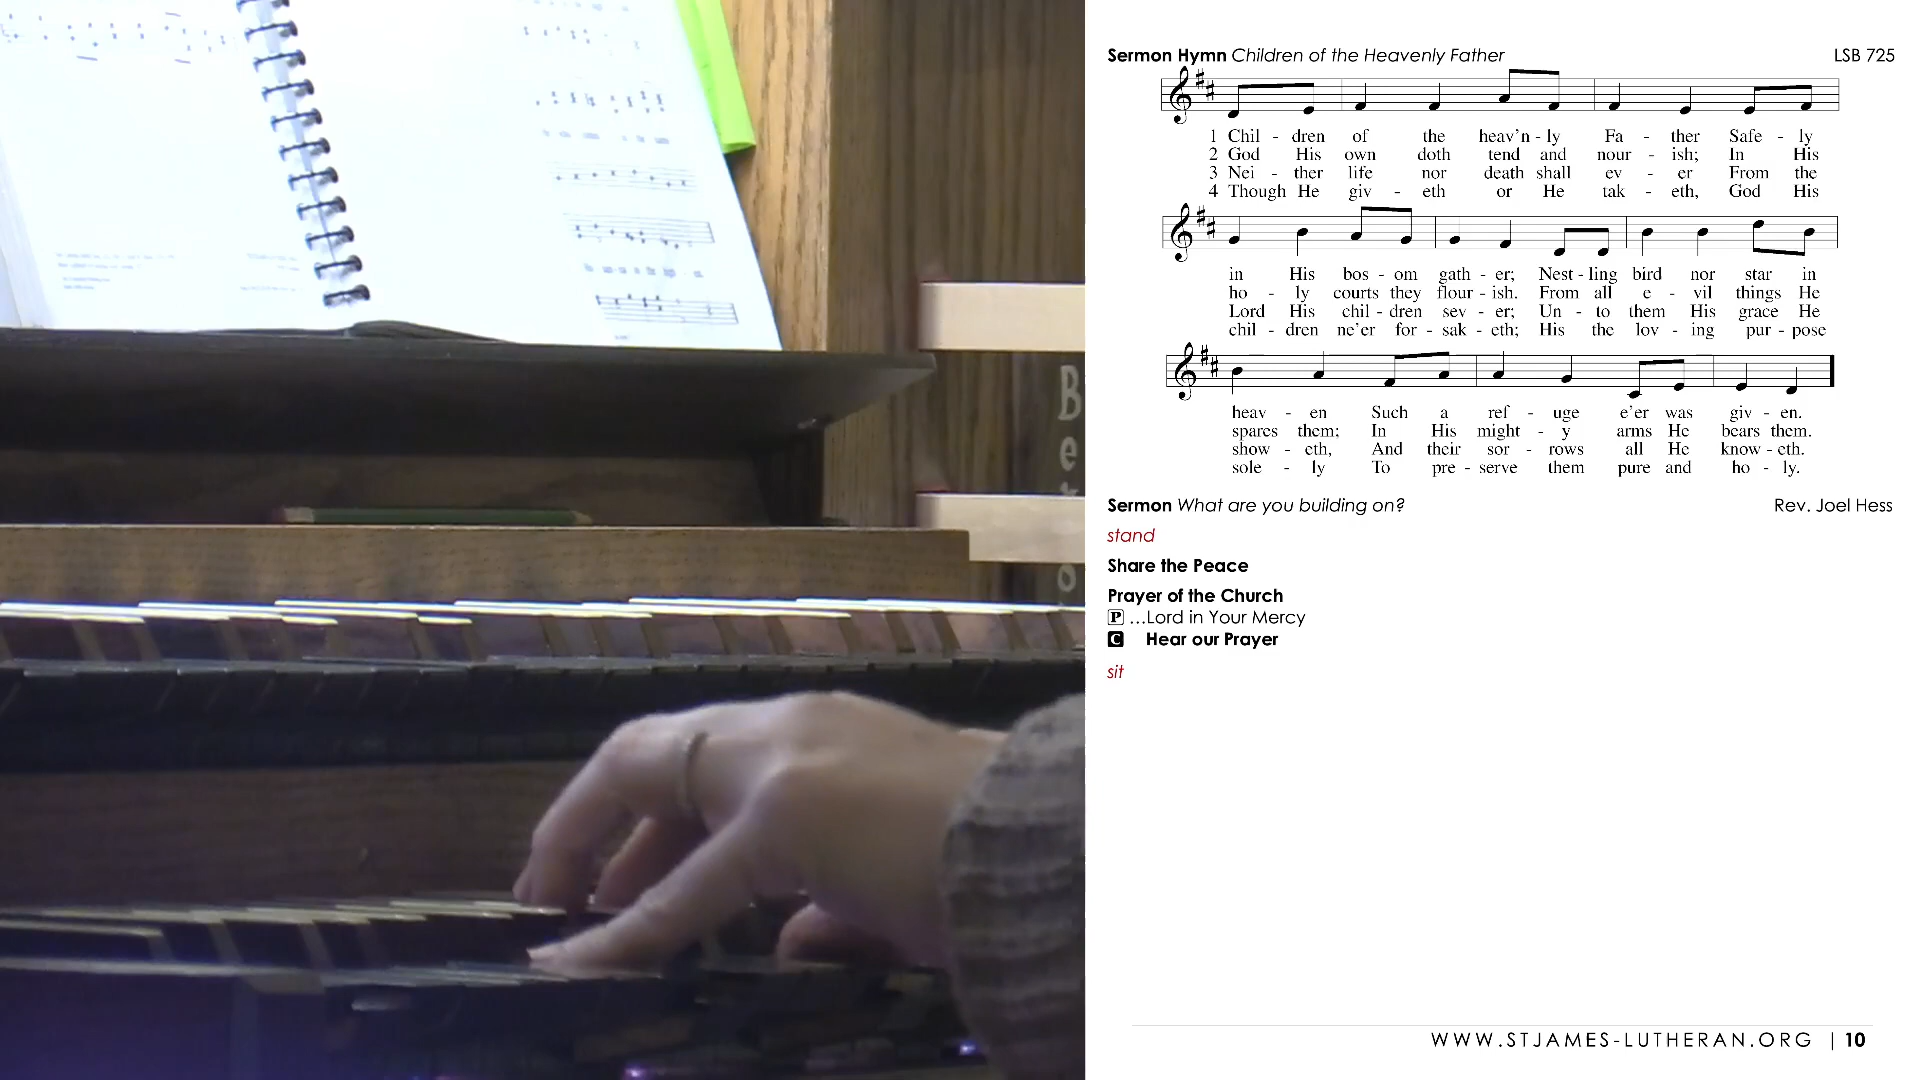 Sermon Hymn Children of the Heavenly Father LSB 725
1 Chil - dren of the heav'n - ly Fa - ther Safe - ly
2 God His own doth tend and nour - ish; In His
3 Nei - ther life nor death shall ev - er From the
4 Though He giv - eth or He tak - eth, God His
in His bos - om gath - er; Nest - ling bird nor star in
ho - ly courts they flour - ish. From all e - vil things He
Lord His chil - dren sev - er; Un - to them His grace He
chil - dren ne'er for - sak - eth; His the lov - ing pur - pose
heav - en Such a ref - uge e'er was giv - en.
spares them; In His might - y arms He bears them.
show - eth, And their sor - rows all He know - eth.
sole - ly To pre - serve them pure and ho - ly.
Sermon What are you building on? Rev. Joel Hess
stand
Share the Peace
Prayer of the Church
P ...Lord in Your Mercy
C Hear our Prayer
sit
WWW.STJAMES-LUTHERAN.ORG | 10